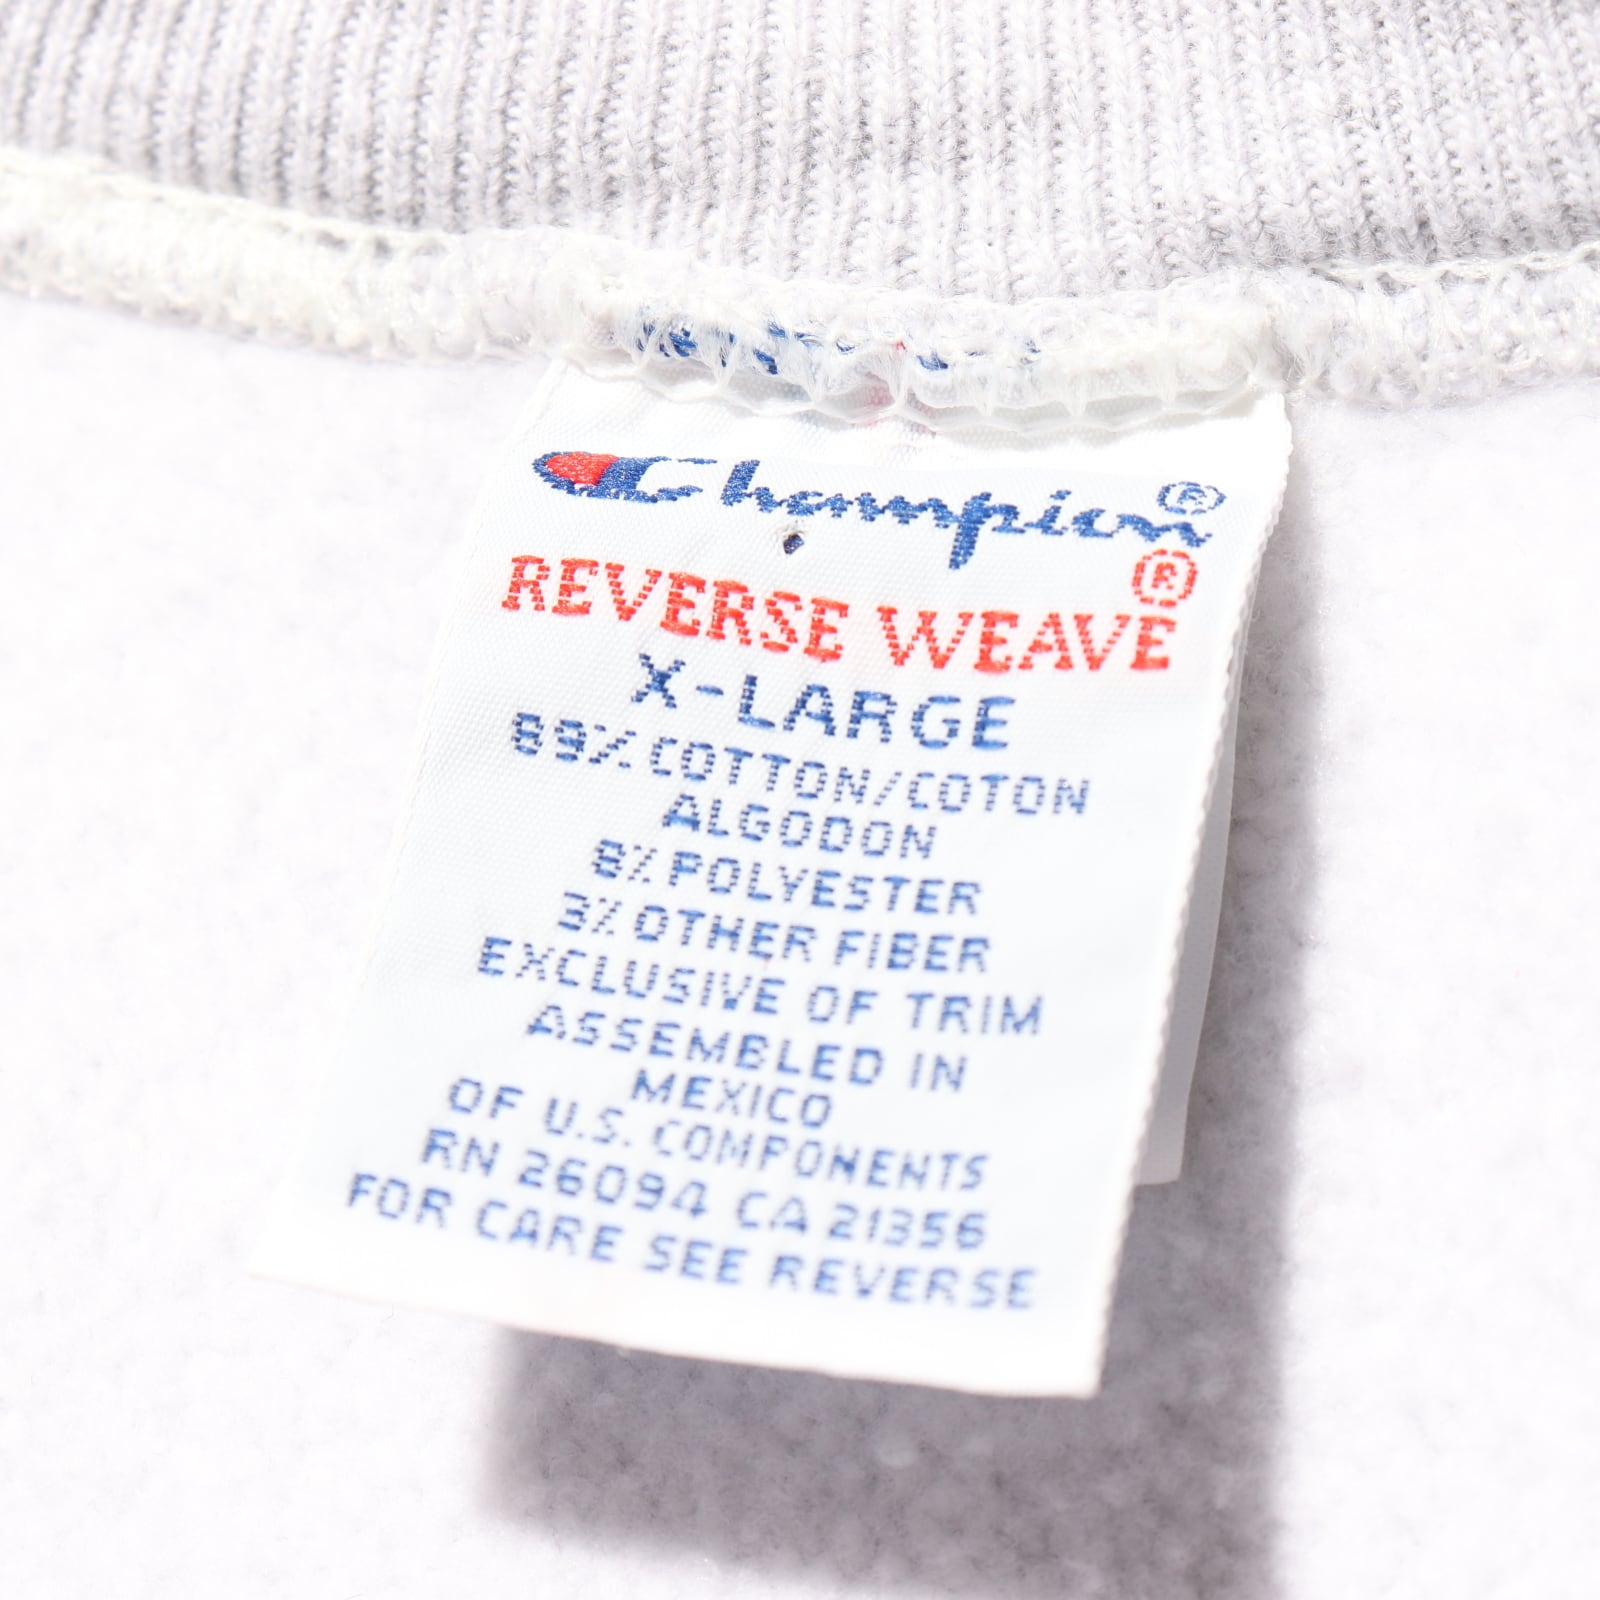 Champion®
REVERSE WEAVE®
X-LARGE
89% COTTON/COTON
ALGODON
8% POLYESTER
3% OTHER FIBER
EXCLUSIVE OF TRIM
ASSEMBLED IN
MEXICO
OF U.S. COMPONENTS
RN 26094 CA 21356
FOR CARE SEE REVERSE